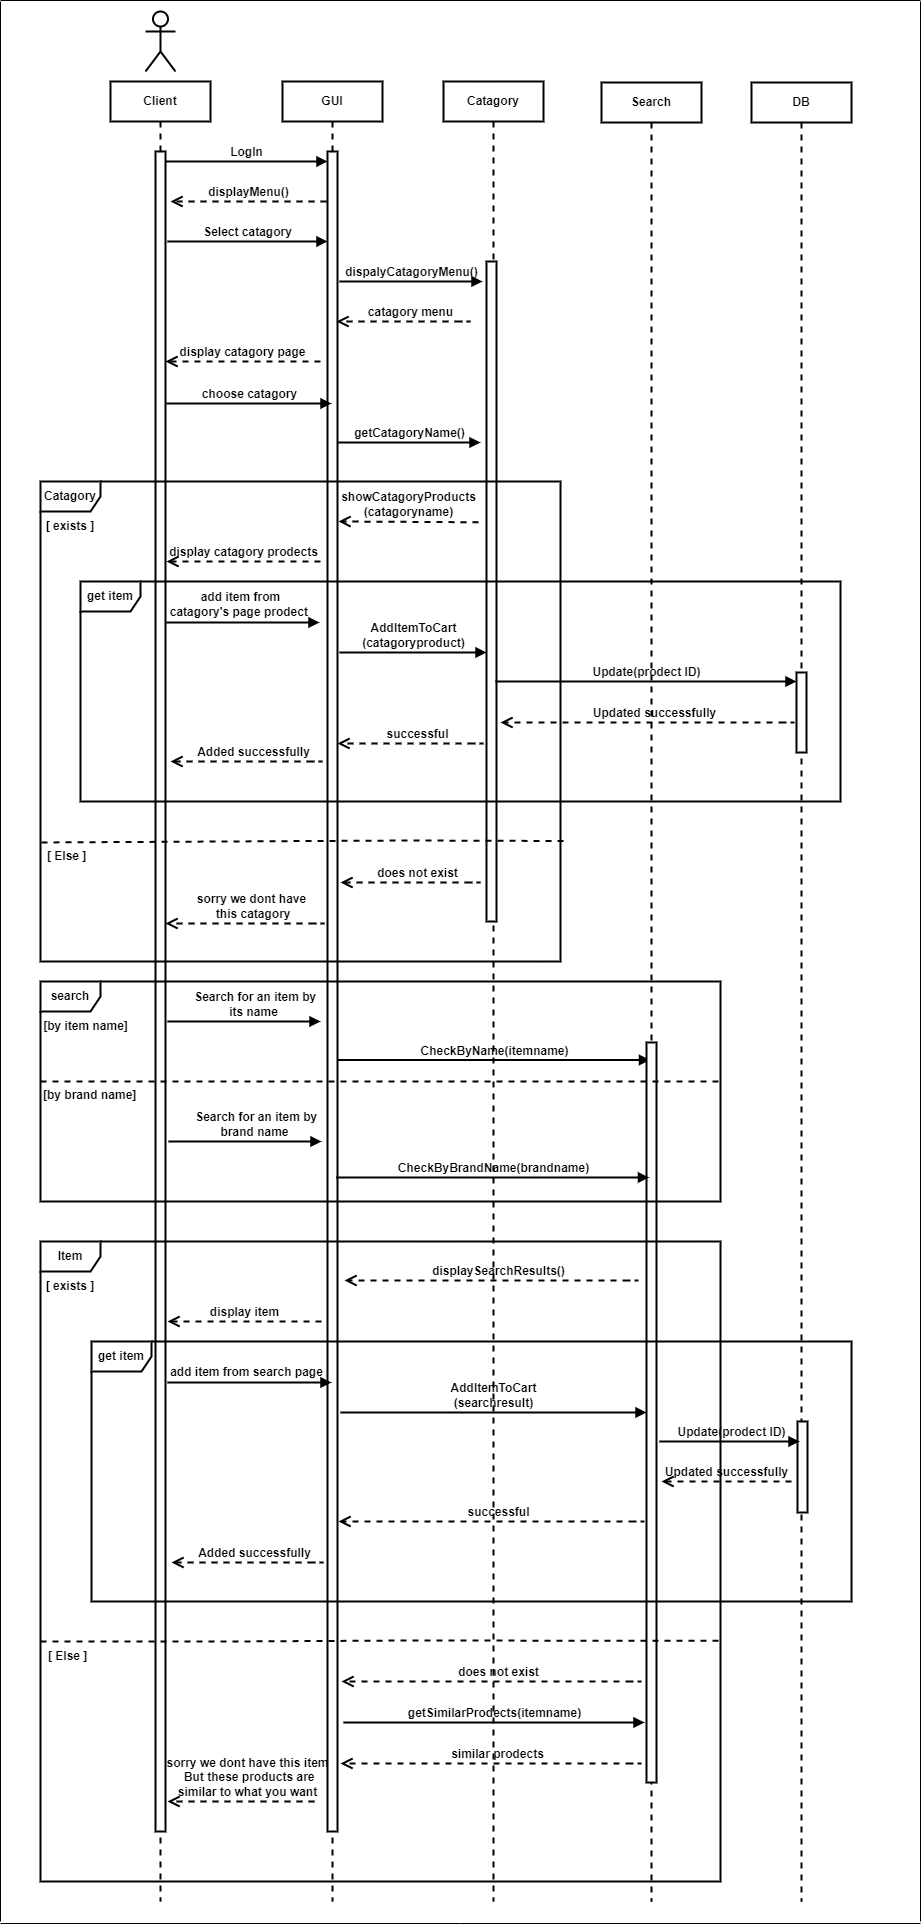 Client
GUI
Catagory
Search
DB
LogIn
displayMenu()
Select catagory
dispalyCatagoryMenu()
catagory menu
display catagory page
choose catagory
getCatagoryName()
Catagory
[ exists ]
showCatagoryProducts
(catagoryname)
display catagory prodects
get item
add item from
catagory's page prodect
AddItemToCart
(catagoryproduct)
Update(prodect ID)
Updated successfully
successful
Added successfully
[ Else ]
does not exist
sorry we dont have
this catagory
search
[by item name]
Search for an item by
its name
CheckByName(itemname)
[by brand name]
Search for an item by
brand name
CheckByBrandName(brandname)
Item
[ exists ]
displaySearchResults()
display item
get item
add item from search page
AddItemToCart
(searchresult)
Update(prodect ID)
Updated successfully
successful
Added successfully
[ Else ]
does not exist
getSimilarProdects(itemname)
similar prodects
sorry we dont have this item
But these products are
similar to what you want